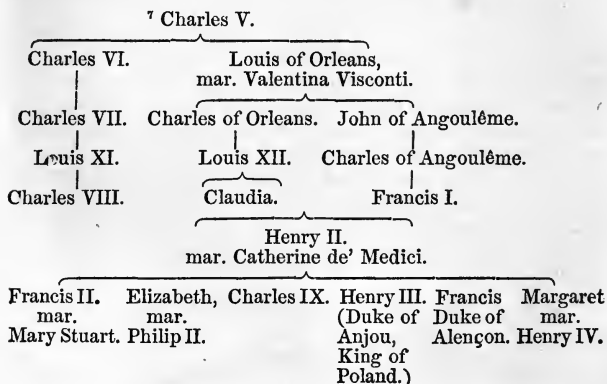 ⁷ Charles V.
Charles VI. Louis of Orleans,
mar. Valentina Visconti.
Charles VII. Charles of Orleans. John of Angoulême.
Louis XI. Louis XII. Charles of Angoulême.
Charles VIII. Claudia. Francis I.
Henry II.
mar. Catherine de' Medici.
Francis II. Elizabeth, Charles IX. Henry III. Francis Margaret
mar. mar. (Duke of Duke of mar.
Mary Stuart. Philip II. Anjou, Alençon. Henry IV.
King of
Poland.)